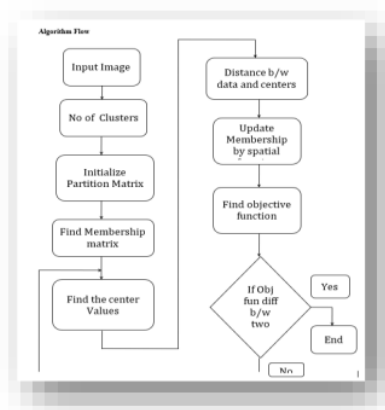 Algorithm Flow
Input Image
No of Clusters
Initialize
Partition Matrix
Find Membership
matrix
Find the center
Values
Distance b/w
data and centers
Update
Membership
by spatial
Find objective
function
If Obj
fun diff
b/w
two
Yes
End
No